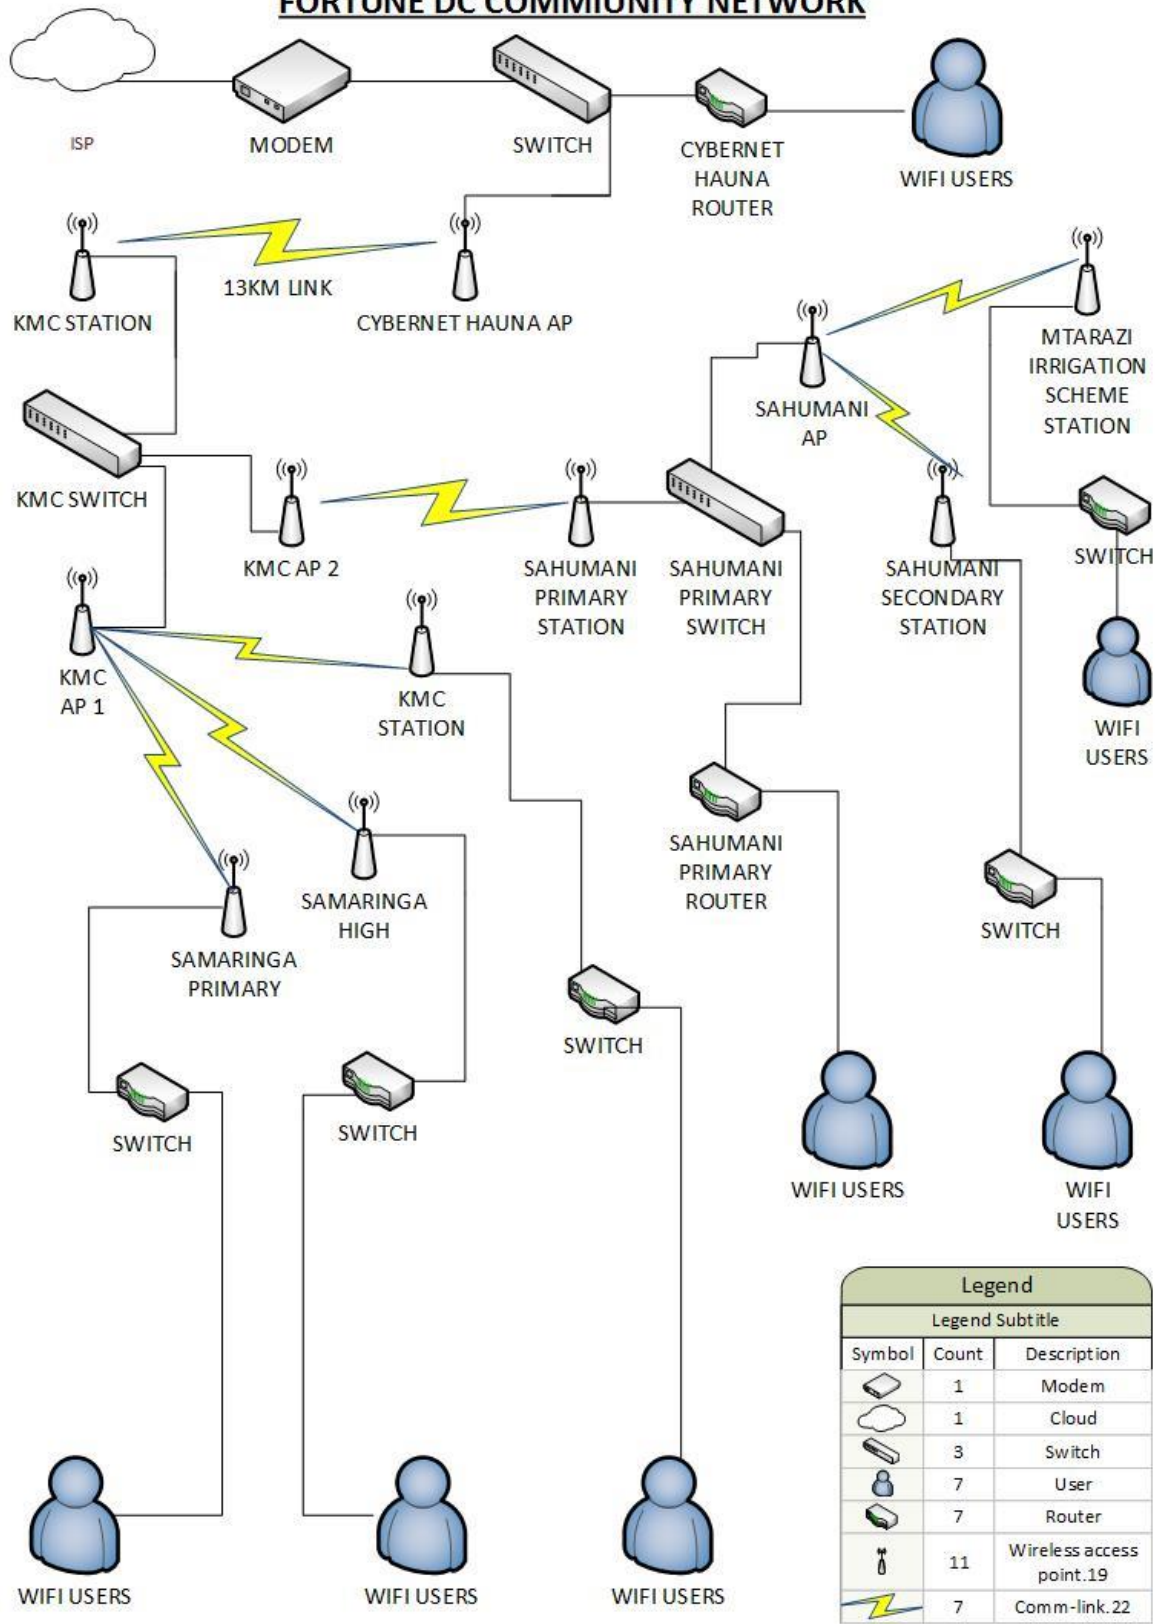 FORTUNE DC COMMIUNITY NETWORK
ISP
MODEM
SWITCH
CYBERNET
HAUNA
ROUTER
WIFI USERS
KMC STATION
13KM LINK
CYBERNET HAUNA AP
SAHUMANI
AP
MTARAZI
IRRIGATION
SCHEME
STATION
KMC SWITCH
KMC AP 2
SAHUMANI
PRIMARY
STATION
SAHUMANI
PRIMARY
SWITCH
SAHUMANI
SECONDARY
STATION
SWITCH
KMC
AP 1
KMC
STATION
WIFI
USERS
SAMARINGA
PRIMARY
SAMARINGA
HIGH
SAHUMANI
PRIMARY
ROUTER
SWITCH
SWITCH
SWITCH
SWITCH
WIFI USERS
WIFI
USERS
WIFI USERS
WIFI USERS
WIFI USERS
Legend
Legend Subtitle
Symbol Count Description
1 Modem
1 Cloud
3 Switch
7 User
7 Router
11 Wireless access
point.19
7 Comm-link.22